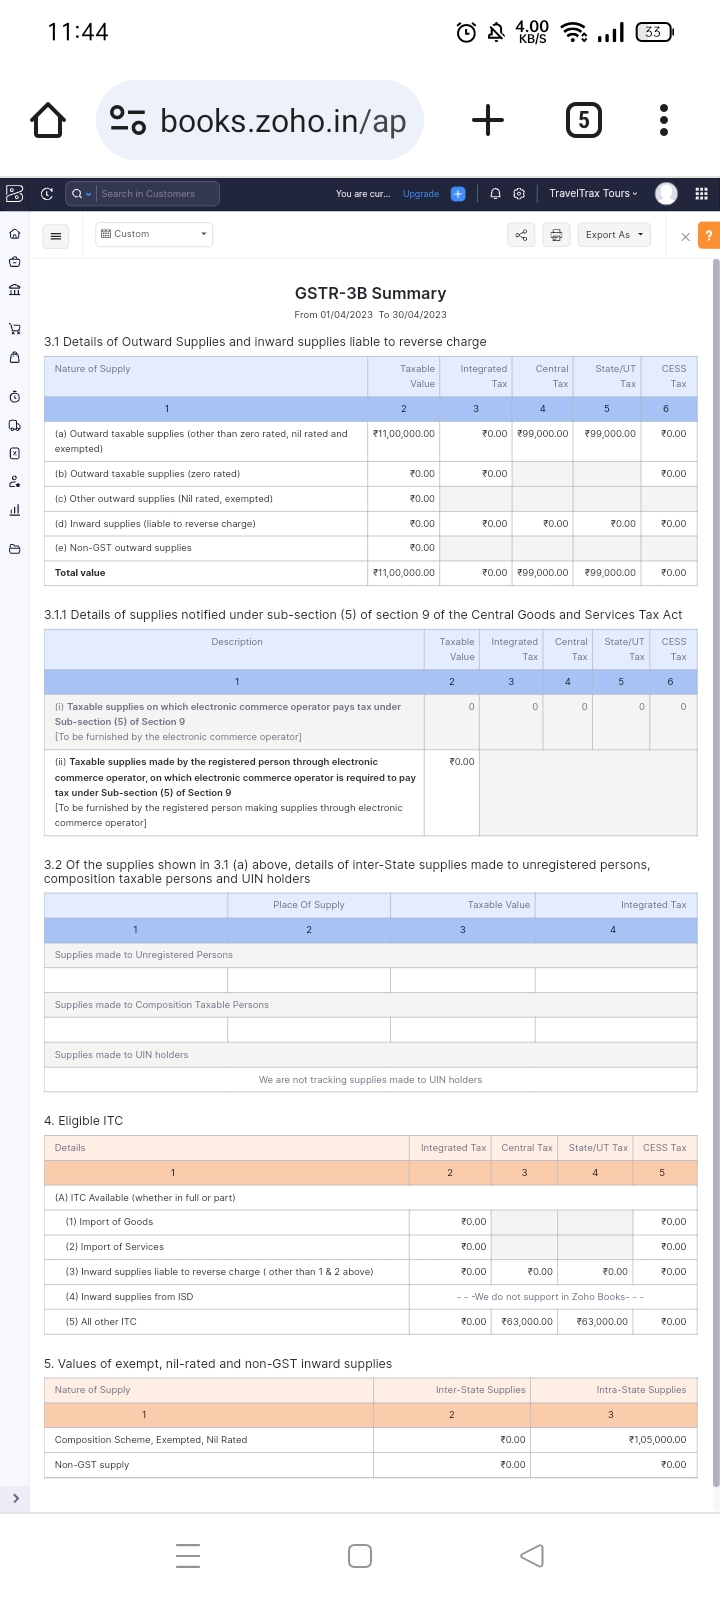 11:44
4.00
KB/S
33
books.zoho.in/ap
5
Search in Customers
You are cur... Upgrade
TravelTrax Tours
Custom
Export As
?
GSTR-3B Summary
From 01/04/2023 To 30/04/2023
3.1 Details of Outward Supplies and inward supplies liable to reverse charge
Nature of Supply Taxable Integrated Central State/UT CESS
Value Tax Tax Tax Tax
1 2 3 4 5 6
(a) Outward taxable supplies (other than zero rated, nil rated and ₹11,00,000.00 ₹0.00 ₹99,000.00 ₹99,000.00 ₹0.00
exempted)
(b) Outward taxable supplies (zero rated) ₹0.00 ₹0.00 ₹0.00
(c) Other outward supplies (Nil rated, exempted) ₹0.00
(d) Inward supplies (liable to reverse charge) ₹0.00 ₹0.00 ₹0.00 ₹0.00 ₹0.00
(e) Non-GST outward supplies ₹0.00
Total value ₹11,00,000.00 ₹0.00 ₹99,000.00 ₹99,000.00 ₹0.00
3.1.1 Details of supplies notified under sub-section (5) of section 9 of the Central Goods and Services Tax Act
Description Taxable Integrated Central State/UT CESS
Value Tax Tax Tax Tax
1 2 3 4 5 6
(i) Taxable supplies on which electronic commerce operator pays tax under 0 0 0 0 0
Sub-section (5) of Section 9
[To be furnished by the electronic commerce operator]
(ii) Taxable supplies made by the registered person through electronic ₹0.00
commerce operator, on which electronic commerce operator is required to pay
tax under Sub-section (5) of Section 9
[To be furnished by the registered person making supplies through electronic
commerce operator]
3.2 Of the supplies shown in 3.1 (a) above, details of inter-State supplies made to unregistered persons,
composition taxable persons and UIN holders
Place Of Supply Taxable Value Integrated Tax
1 2 3 4
Supplies made to Unregistered Persons
Supplies made to Composition Taxable Persons
Supplies made to UIN holders
We are not tracking supplies made to UIN holders
4. Eligible ITC
Details Integrated Tax Central Tax State/UT Tax CESS Tax
1 2 3 4 5
(A) ITC Available (whether in full or part)
(1) Import of Goods ₹0.00 ₹0.00
(2) Import of Services ₹0.00 ₹0.00
(3) Inward supplies liable to reverse charge ( other than 1 & 2 above) ₹0.00 ₹0.00 ₹0.00 ₹0.00
(4) Inward supplies from ISD - - -We do not support in Zoho Books- - -
(5) All other ITC ₹0.00 ₹63,000.00 ₹63,000.00 ₹0.00
5. Values of exempt, nil-rated and non-GST inward supplies
Nature of Supply Inter-State Supplies Intra-State Supplies
1 2 3
Composition Scheme, Exempted, Nil Rated ₹0.00 ₹1,05,000.00
Non-GST supply ₹0.00 ₹0.00